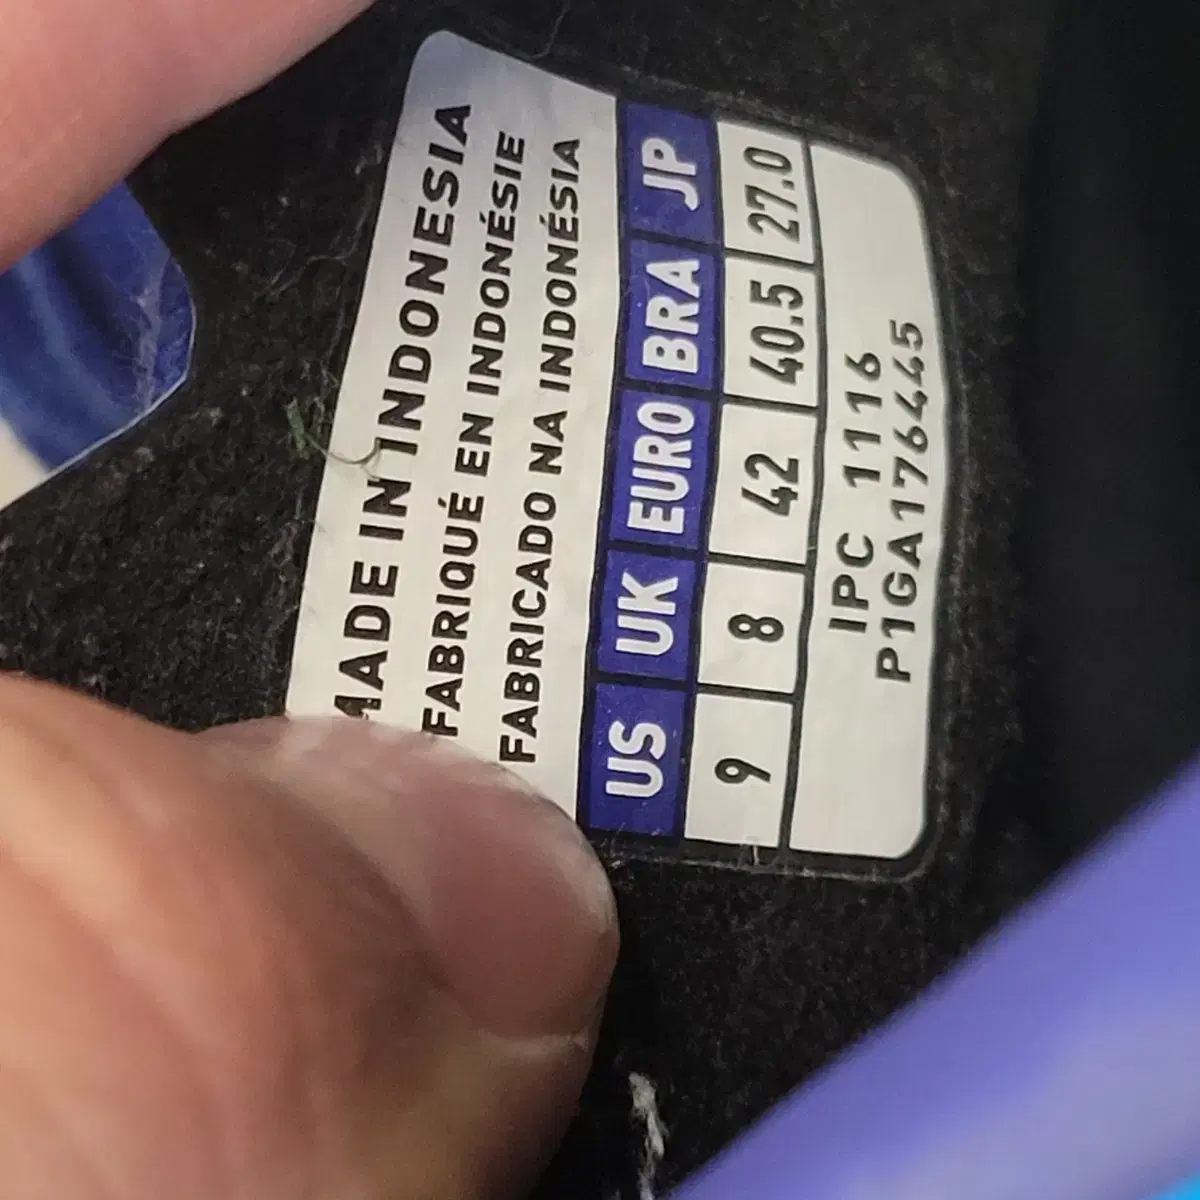 MADE IN INDONESIA
FABRIQUÉ EN INDONÉSIE
FABRICADO NA INDONÉSIA
US UK EURO BRA JP
9 8 42 40.5 27.0
IPC 1116
P1GA176445